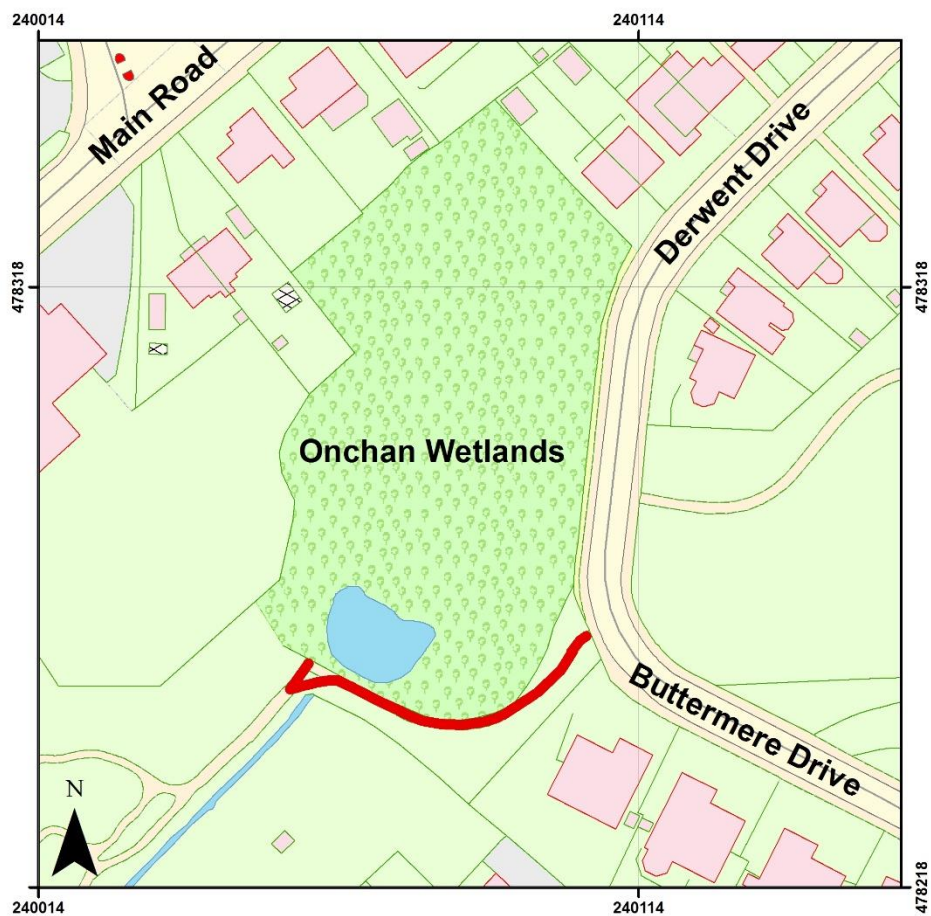 240014
240114
Main Road
Derwent Drive
478318
478318
Onchan Wetlands
Buttermere Drive
N
478218
240014
240114